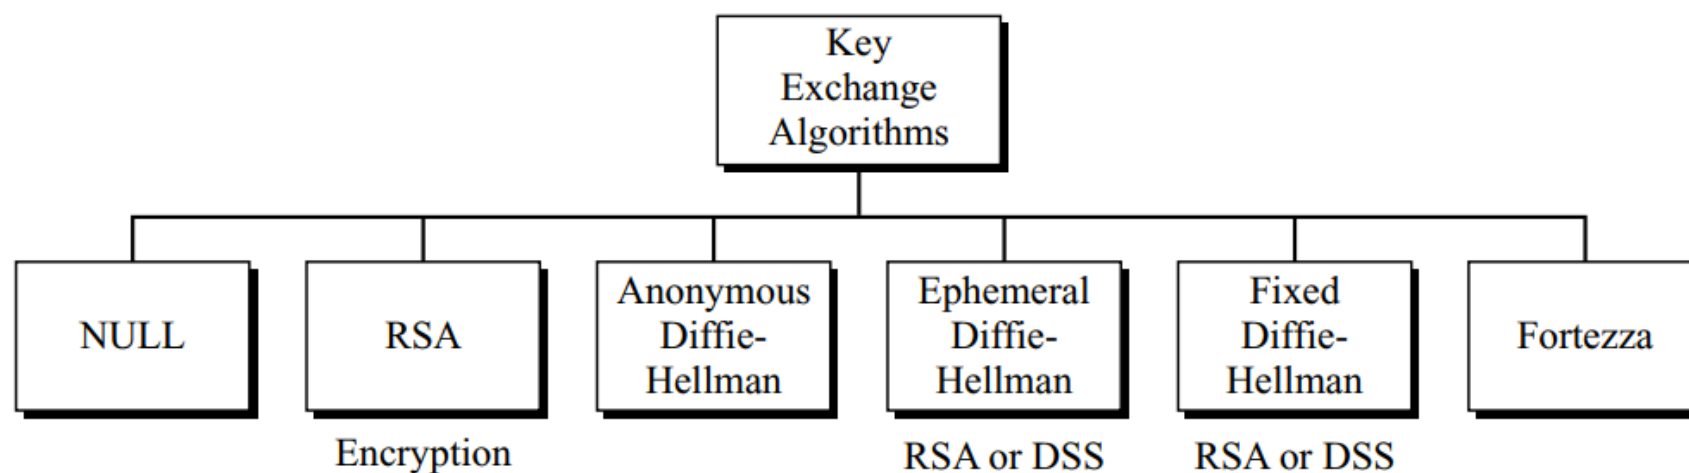 Key
Exchange
Algorithms
NULL
RSA
Anonymous
Diffie-
Hellman
Ephemeral
Diffie-
Hellman
Fixed
Diffie-
Hellman
Fortezza
Encryption
RSA or DSS
RSA or DSS